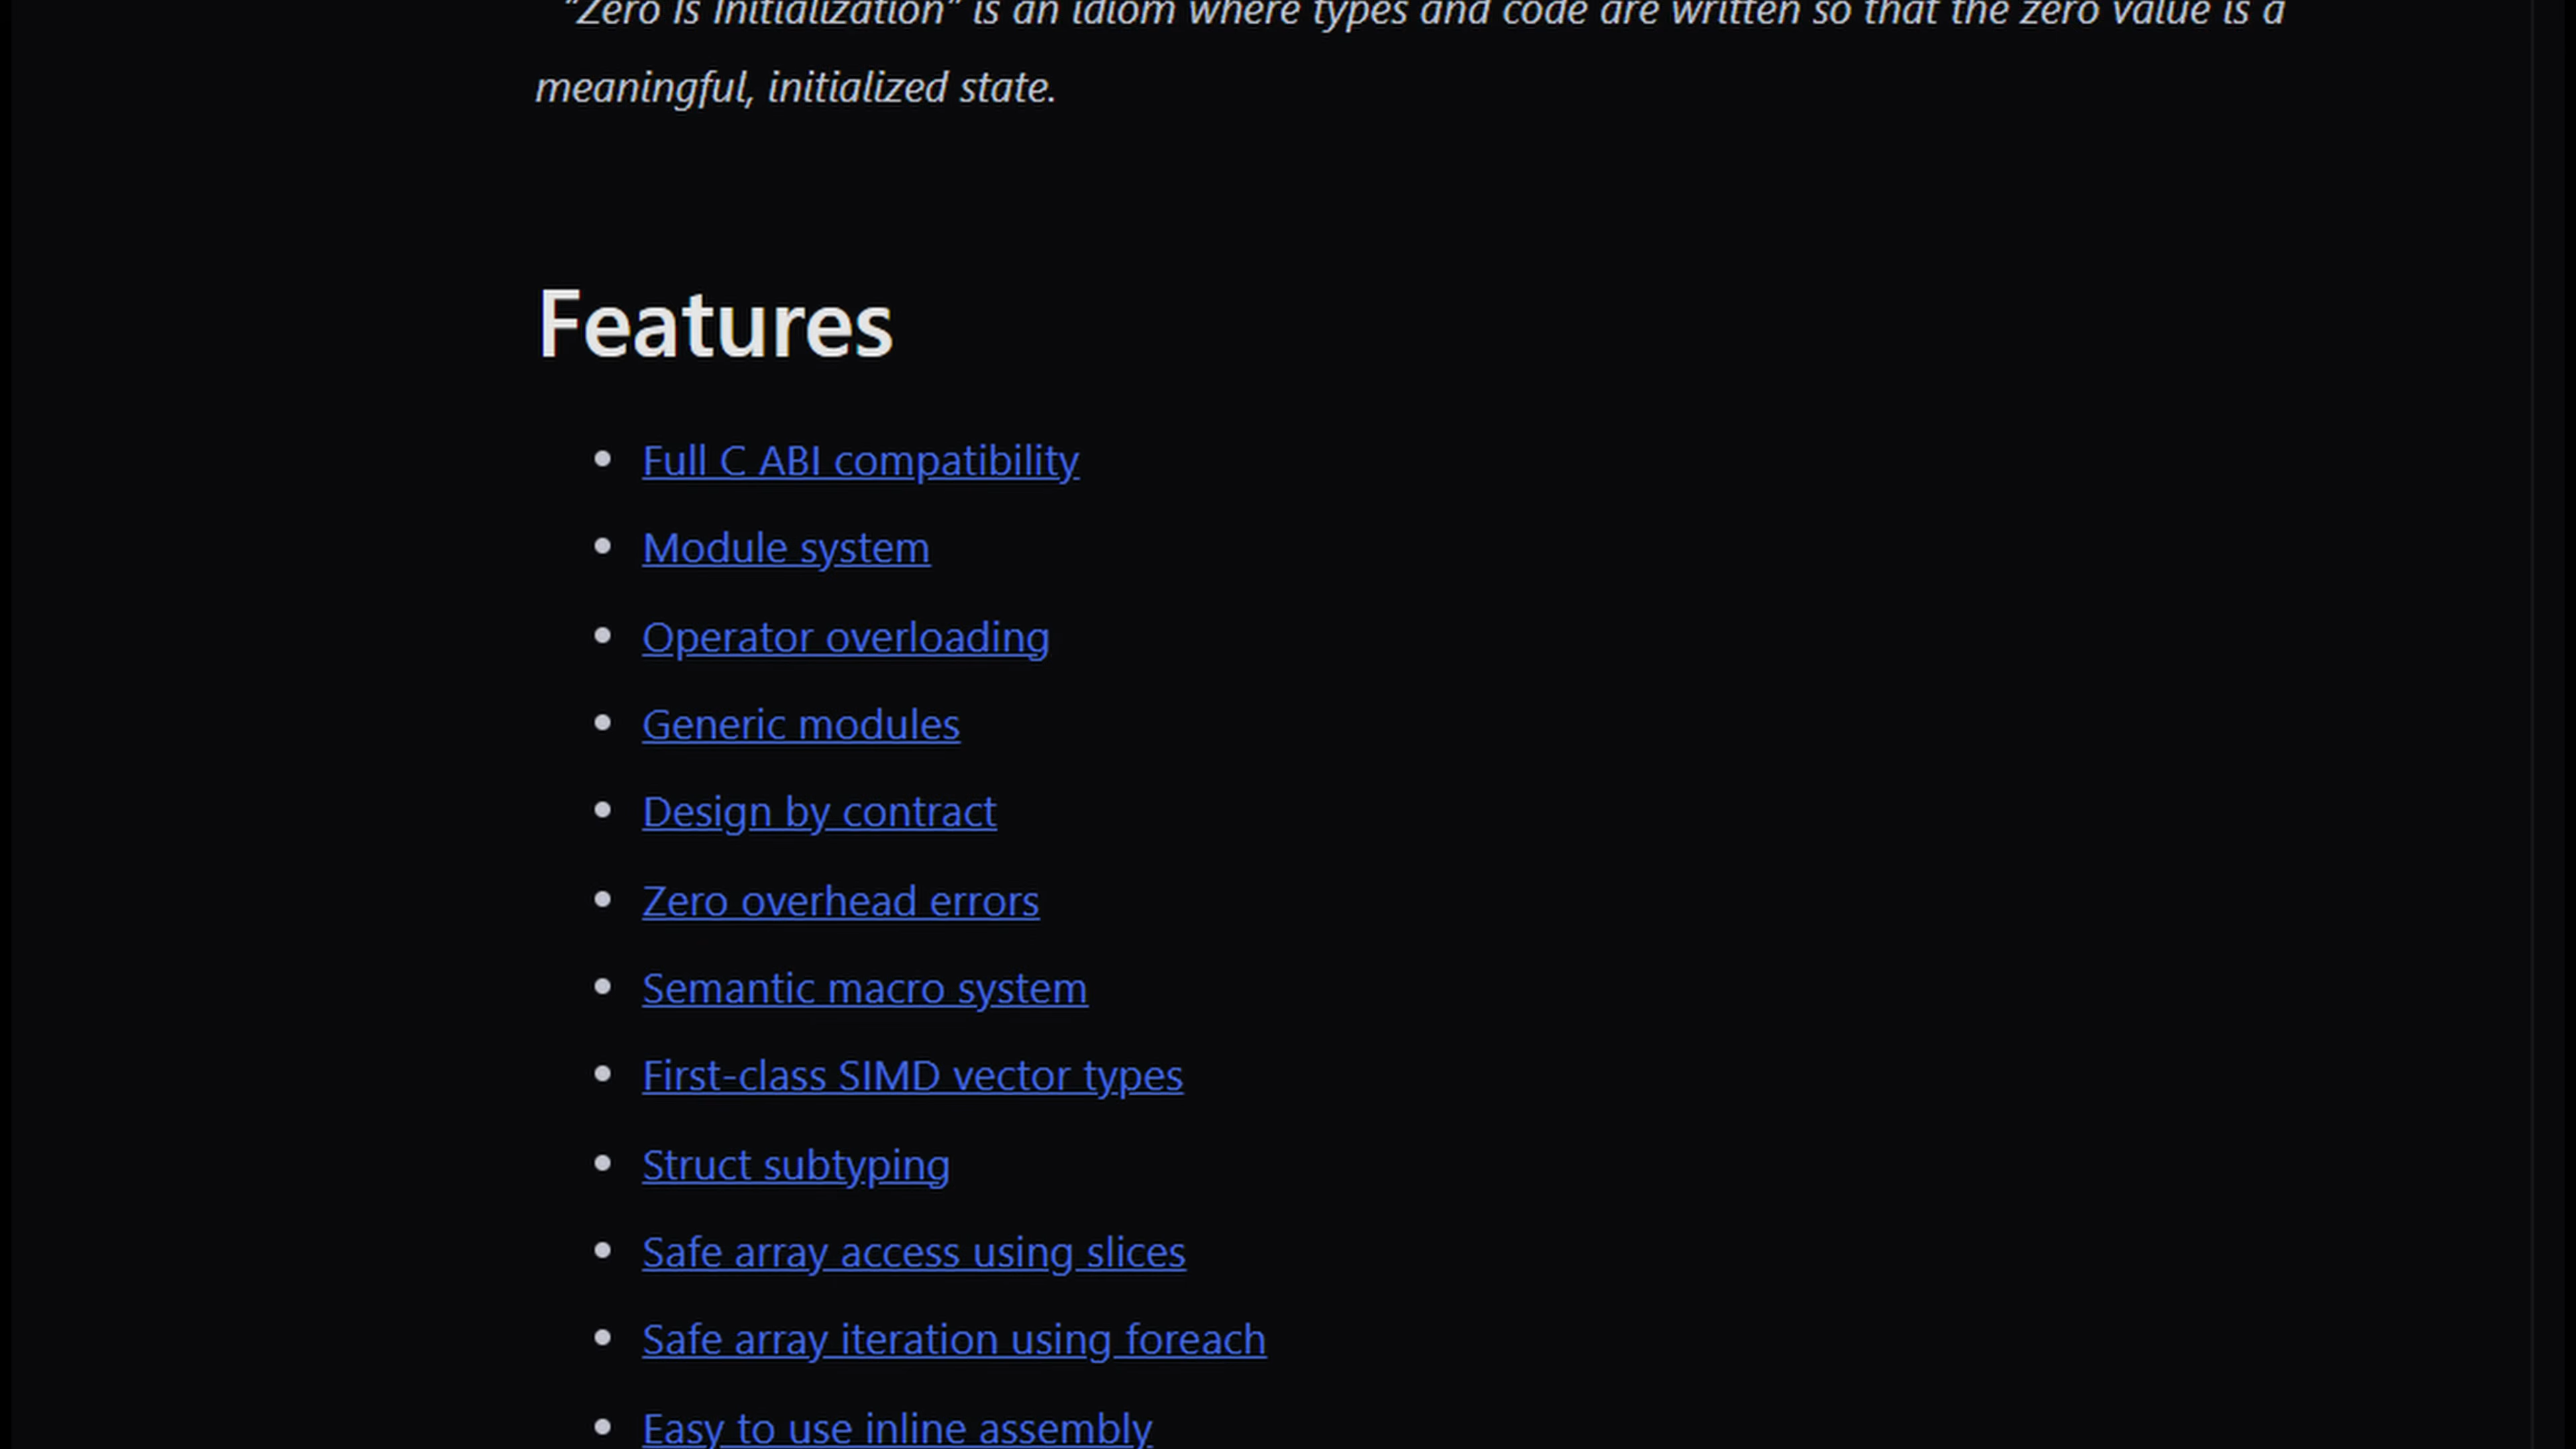 "Zero Is Initialization" is an idiom where types and code are written so that the zero value is a
meaningful, initialized state.
Features
Full C ABI compatibility
Module system
Operator overloading
Generic modules
Design by contract
Zero overhead errors
Semantic macro system
First-class SIMD vector types
Struct subtyping
Safe array access using slices
Safe array iteration using foreach
Easy to use inline assembly